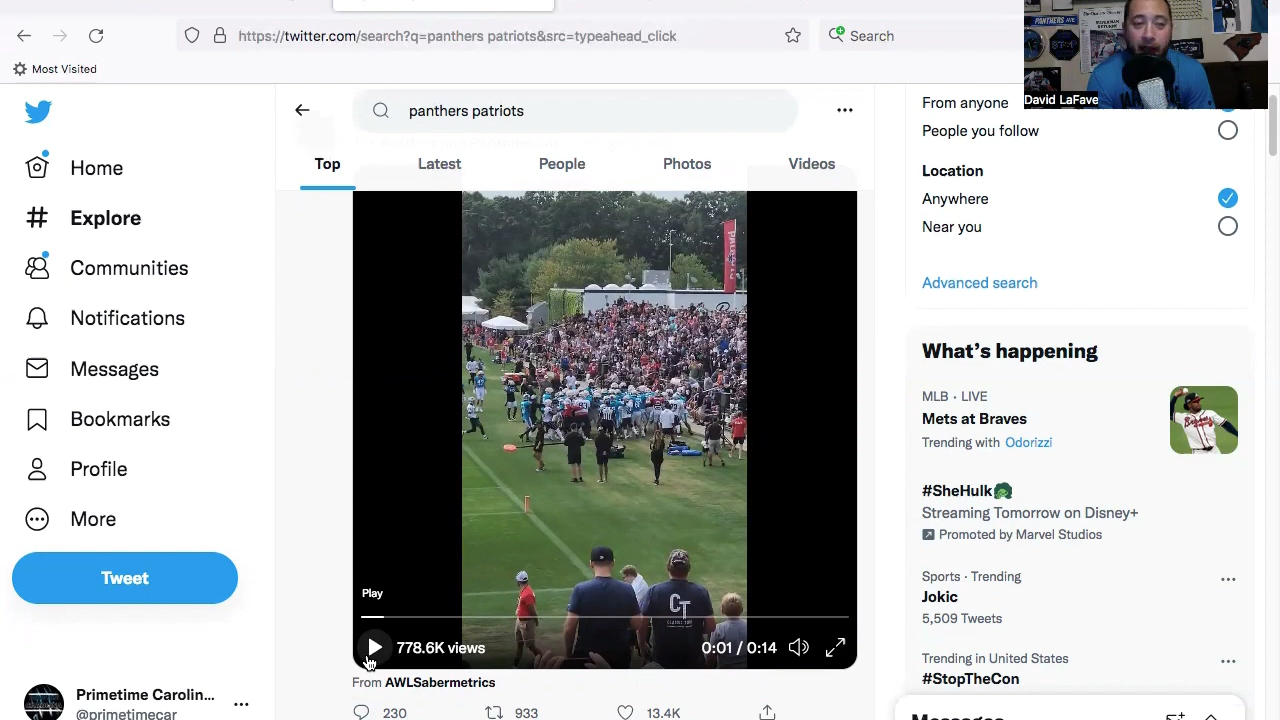 https://twitter.com/search?q=panthers patriots&src=typeahead_click
Search
Most Visited
David LaFave
PANTHERS AVE
panthers patriots
Top
Latest
People
Photos
Videos
Home
Explore
Communities
Notifications
Messages
Bookmarks
Profile
More
Tweet
Primetime Carolin...
@primetimecar
CT
Play
778.6K views
0:01 / 0:14
From AWLSabermetrics
230
933
13.4K
From anyone
People you follow
Location
Anywhere
Near you
Advanced search
What's happening
MLB · LIVE
Mets at Braves
Trending with Odorizzi
#SheHulk
Streaming Tomorrow on Disney+
Promoted by Marvel Studios
Sports · Trending
Jokic
5,509 Tweets
Trending in United States
#StopTheCon
Messages